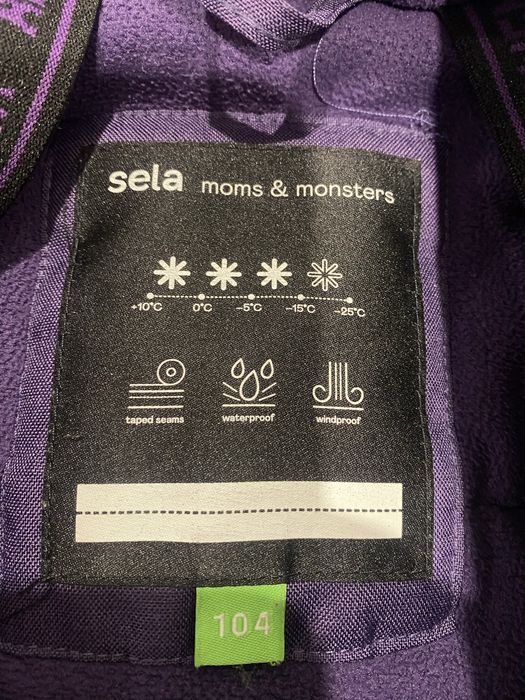 sela moms & monsters
+10°C 0°C −5°C −15°C −25°C
taped seams waterproof windproof
104